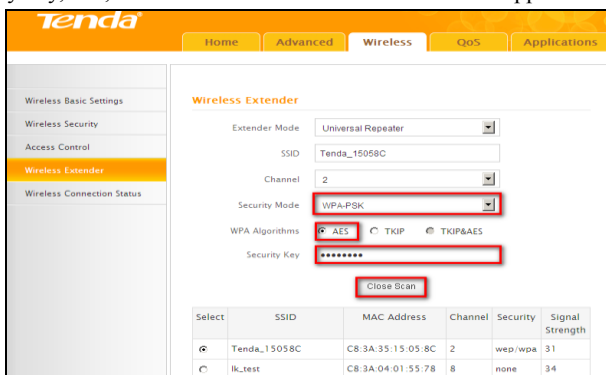 Tenda
Home Advanced Wireless QoS Applications
Wireless Basic Settings
Wireless Security
Access Control
Wireless Extender
Wireless Connection Status
Wireless Extender
Extender Mode Universal Repeater
SSID Tenda_15058C
Channel 2
Security Mode WPA-PSK
WPA Algorithms AES TKIP TKIP&AES
Security Key ●●●●●●●●
Close Scan
Select SSID MAC Address Channel Security Signal Strength
Tenda_15058C C8:3A:35:15:05:8C 2 wep/wpa 31
lk_test C8:3A:04:01:55:78 8 none 34